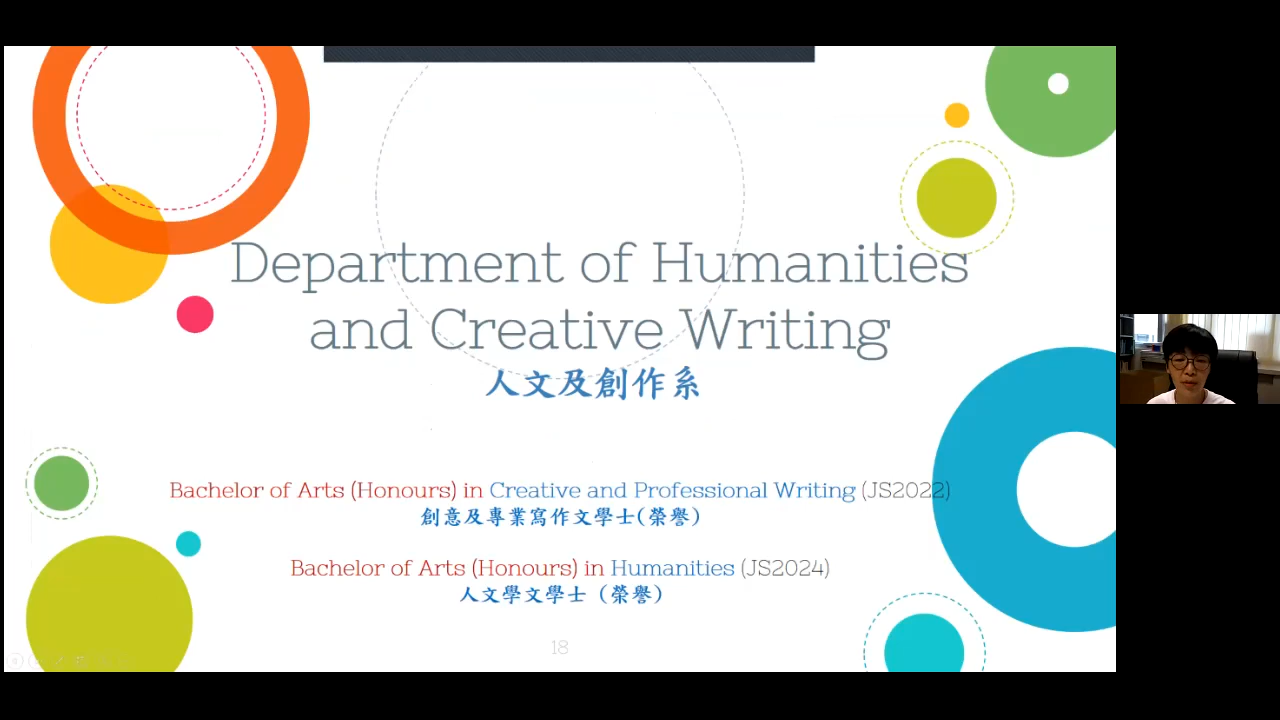 Department of Humanities
and Creative Writing
人文及創作系
Bachelor of Arts (Honours) in Creative and Professional Writing (JS2022)
創意及專業寫作文學士(榮譽)
Bachelor of Arts (Honours) in Humanities (JS2024)
人文學文學士（榮譽）
18